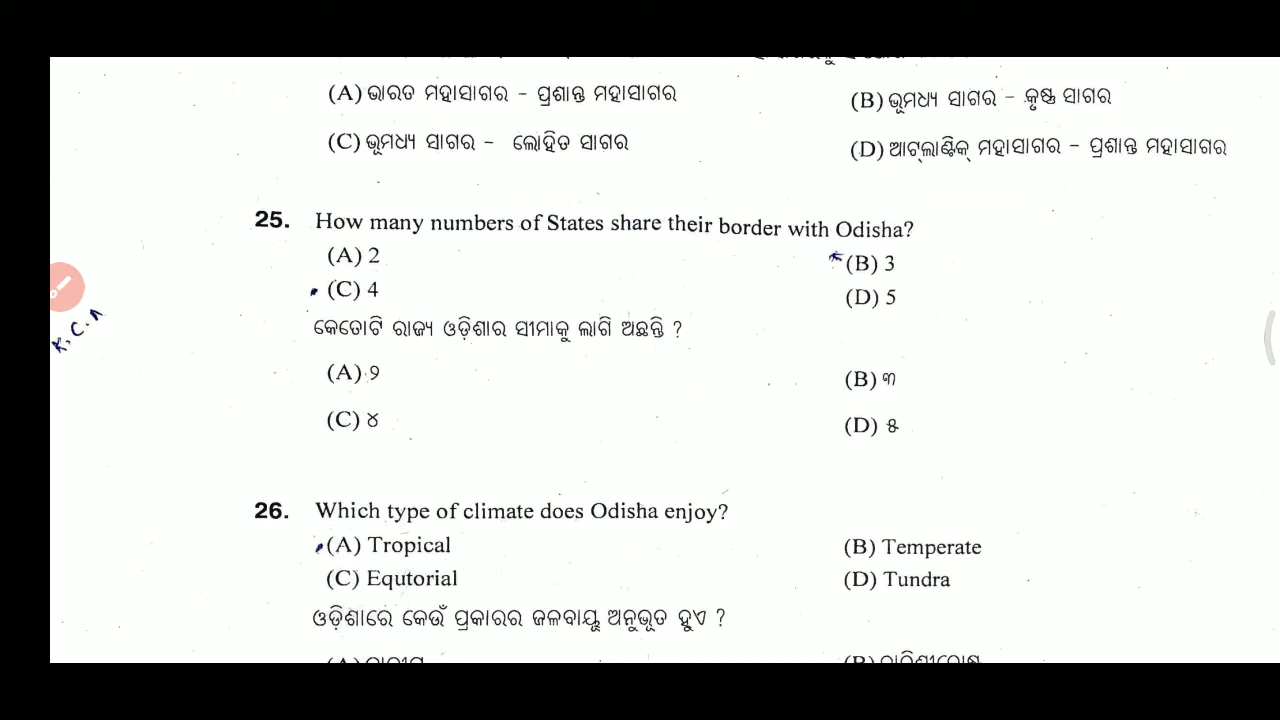 (A) ଭାରତ ମହାସାଗର – ପ୍ରଶାନ୍ତ ମହାସାଗର (B) ଭୂମଧ୍ୟ ସାଗର – କୃଷ୍ଣ ସାଗର
(C) ଭୂମଧ୍ୟ ସାଗର – ଲୋହିତ ସାଗର (D) ଆଟ୍‌ଲାଣ୍ଟିକ୍ ମହାସାଗର – ପ୍ରଶାନ୍ତ ମହାସାଗର
25. How many numbers of States share their border with Odisha?
(A) 2 (B) 3
(C) 4 (D) 5
କେତୋଟି ରାଜ୍ୟ ଓଡ଼ିଶାର ସୀମାକୁ ଲାଗି ଅଛନ୍ତି ?
(A) ୨ (B) ୩
(C) ୪ (D) ୫
K.C.A
26. Which type of climate does Odisha enjoy?
(A) Tropical (B) Temperate
(C) Equtorial (D) Tundra
ଓଡ଼ିଶାରେ କେଉଁ ପ୍ରକାରର ଜଳବାୟୁ ଅନୁଭୂତ ହୁଏ ?
(A) (B)